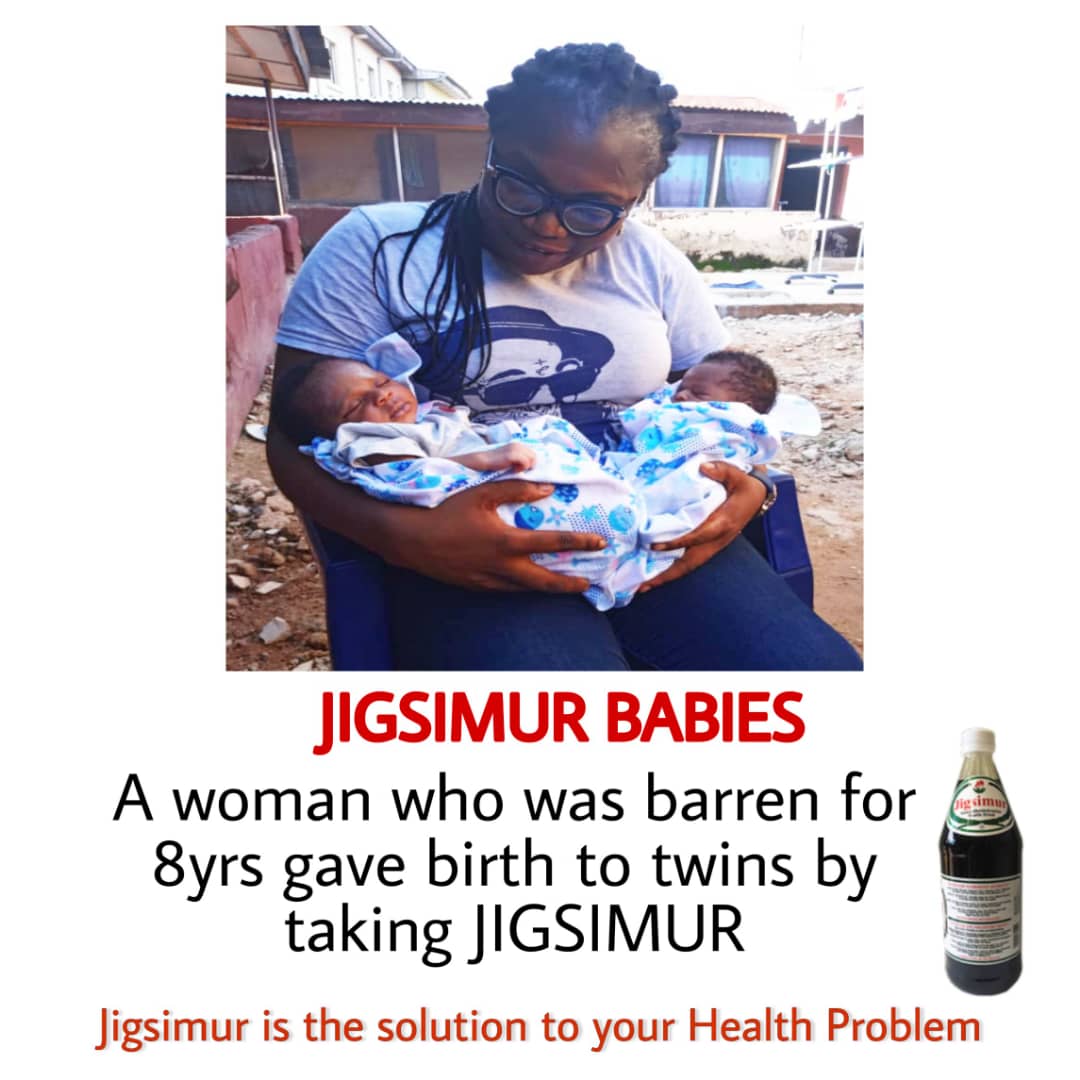 JIGSIMUR BABIES
A woman who was barren for
8yrs gave birth to twins by
taking JIGSIMUR
Jigsimur
Jigsimur is the solution to your Health Problem